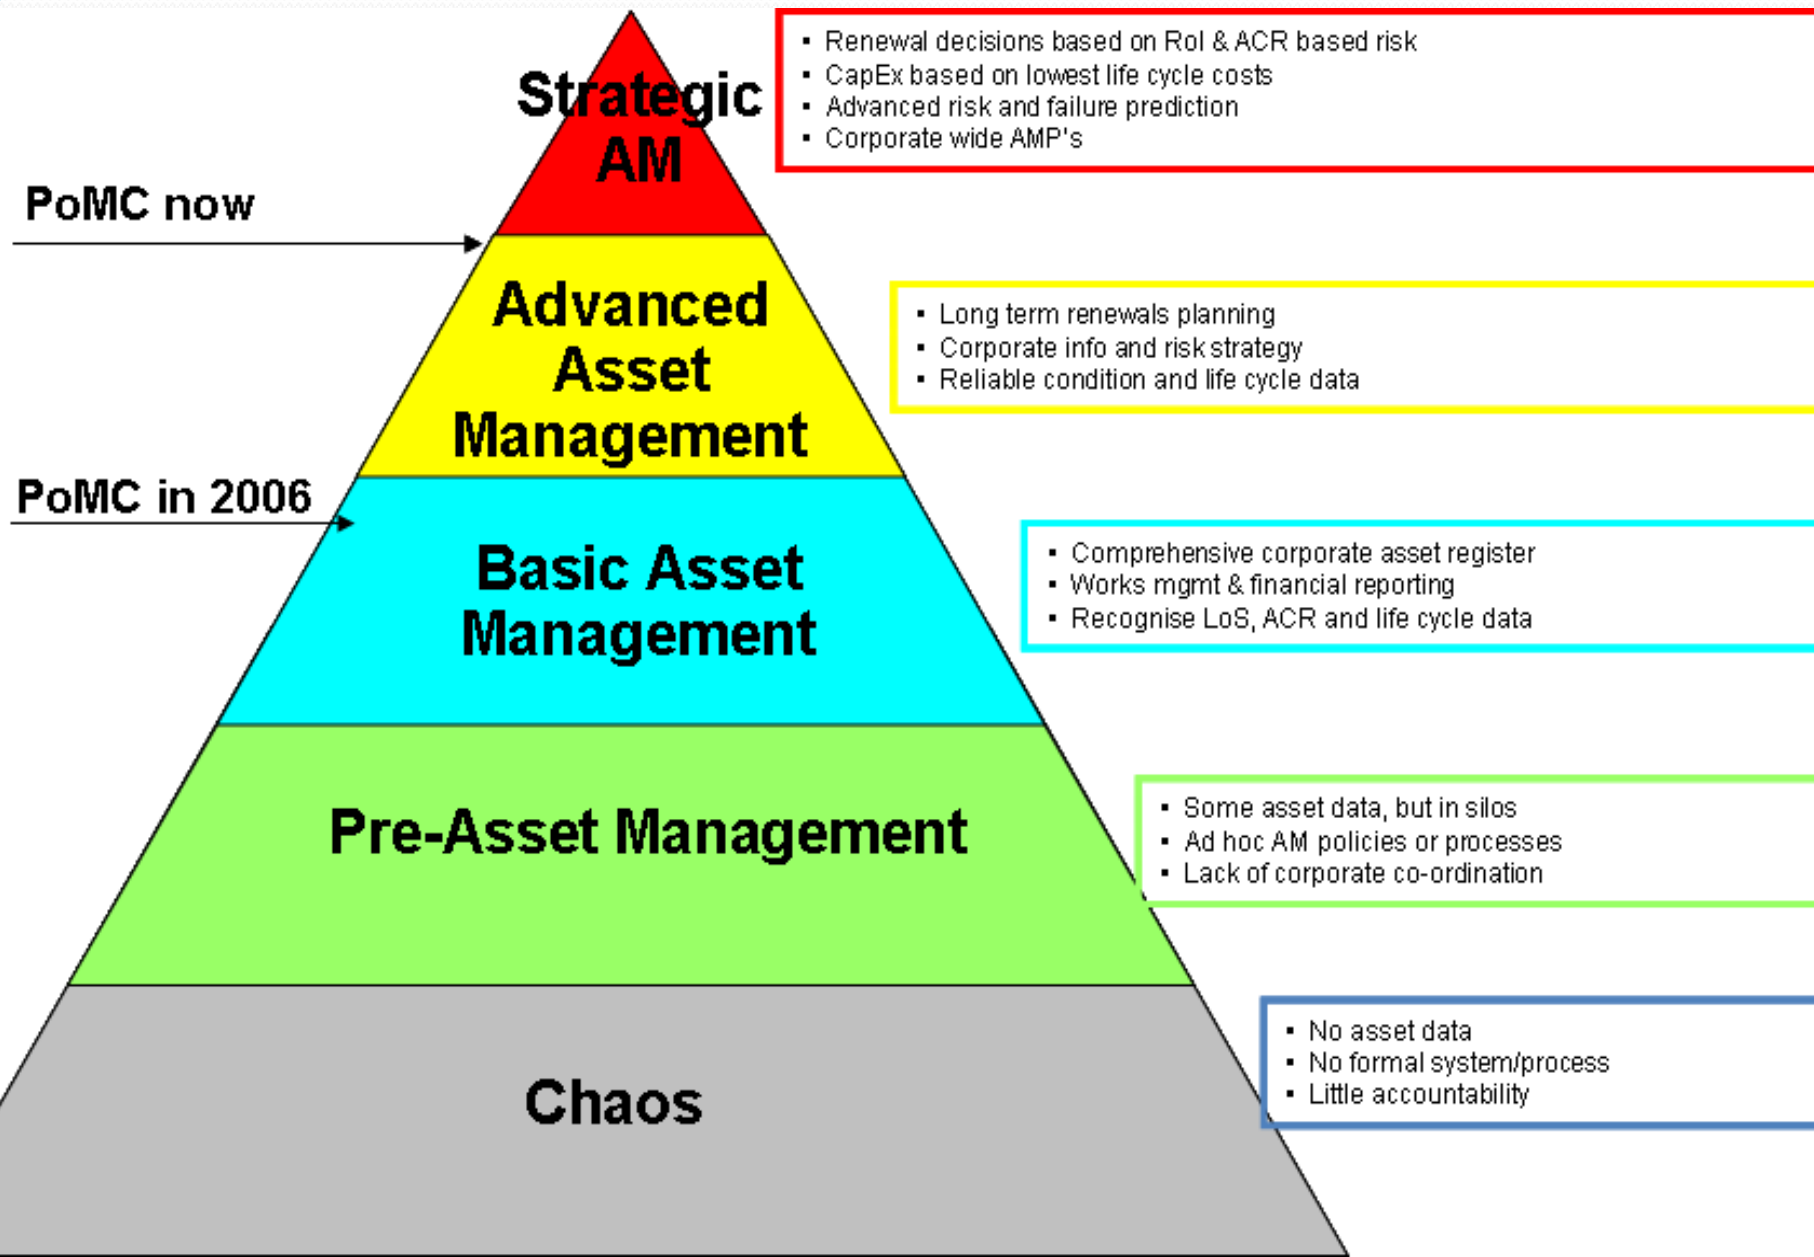 Strategic
AM
▪ Renewal decisions based on RoI & ACR based risk
▪ CapEx based on lowest life cycle costs
▪ Advanced risk and failure prediction
▪ Corporate wide AMP's
PoMC now
Advanced
Asset
Management
▪ Long term renewals planning
▪ Corporate info and risk strategy
▪ Reliable condition and life cycle data
PoMC in 2006
Basic Asset
Management
▪ Comprehensive corporate asset register
▪ Works mgmt & financial reporting
▪ Recognise LoS, ACR and life cycle data
Pre-Asset Management
▪ Some asset data, but in silos
▪ Ad hoc AM policies or processes
▪ Lack of corporate co-ordination
Chaos
▪ No asset data
▪ No formal system/process
▪ Little accountability